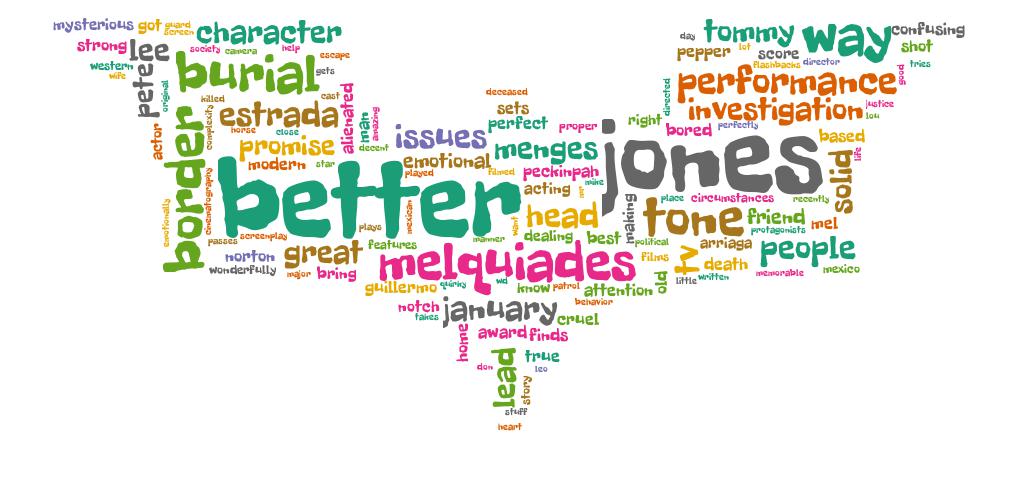 mysterious
got
guard
screen
character
strong
lee
society
camera
help
escape
western
wife
pete
original
burial
gets
killed
complexity
estrada
cast
alienated
man
amazing
decent
horse
close
promise
modern
star
actor
border
emotionally
cinematography
better
issues
emotional
played
deceased
sets
perfect
proper
menges
filmed
peckinpah
mike
acting
head
want
dealing
manner
best
making
political
plays
mexican
passes
screenplay
norton
wonderfully
great
major
bring
features
guillermo
quirky
melquiades
wd
know
patrol
attention
old
films
behavior
notch
takes
january
cruel
home
award
finds
don
lead
true
leo
story
stuff
heart
day
tommy
way
confusing
pepper
lot
score
shot
flashbacks
director
tries
good
performance
directed
investigation
justice
lou
right
bored
perfectly
based
life
jones
solid
place
circumstances
recently
tone
friend
mel
protagonists
tv
arriaga
people
death
little
written
memorable
mexico